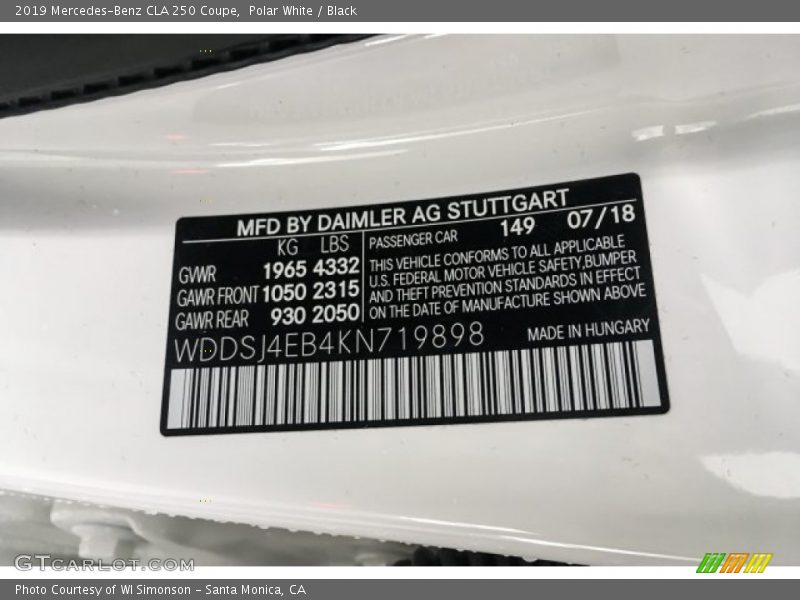 2019 Mercedes-Benz CLA 250 Coupe,  Polar White / Black
MFD BY DAIMLER AG STUTTGART
KG LBS
GVWR 1965 4332
GAWR FRONT 1050 2315
GAWR REAR 930 2050
PASSENGER CAR 149 07/18
THIS VEHICLE CONFORMS TO ALL APPLICABLE
U.S. FEDERAL MOTOR VEHICLE SAFETY,BUMPER
AND THEFT PREVENTION STANDARDS IN EFFECT
ON THE DATE OF MANUFACTURE SHOWN ABOVE
WDDSJ4EB4KN719898 MADE IN HUNGARY
GTCarLot.com
Photo Courtesy of WI Simonson - Santa Monica, CA